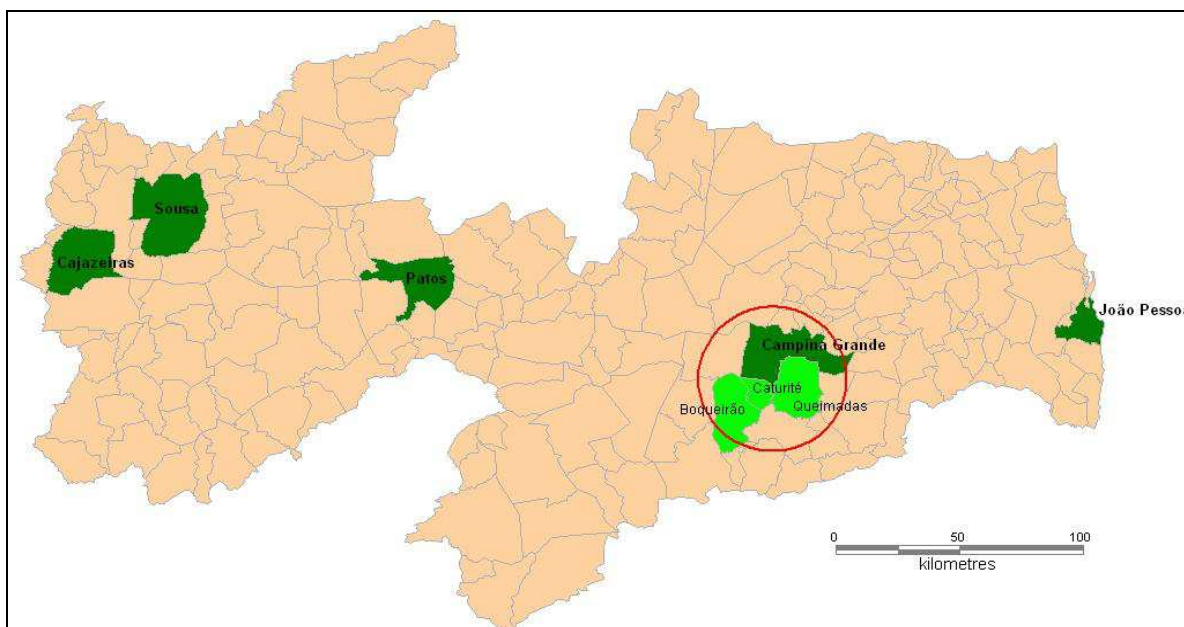 Sousa
Cajazeiras
Patos
João Pessoa
Campina Grande
Caturité
Boqueirão
Queimadas
0 50 100
kilometres